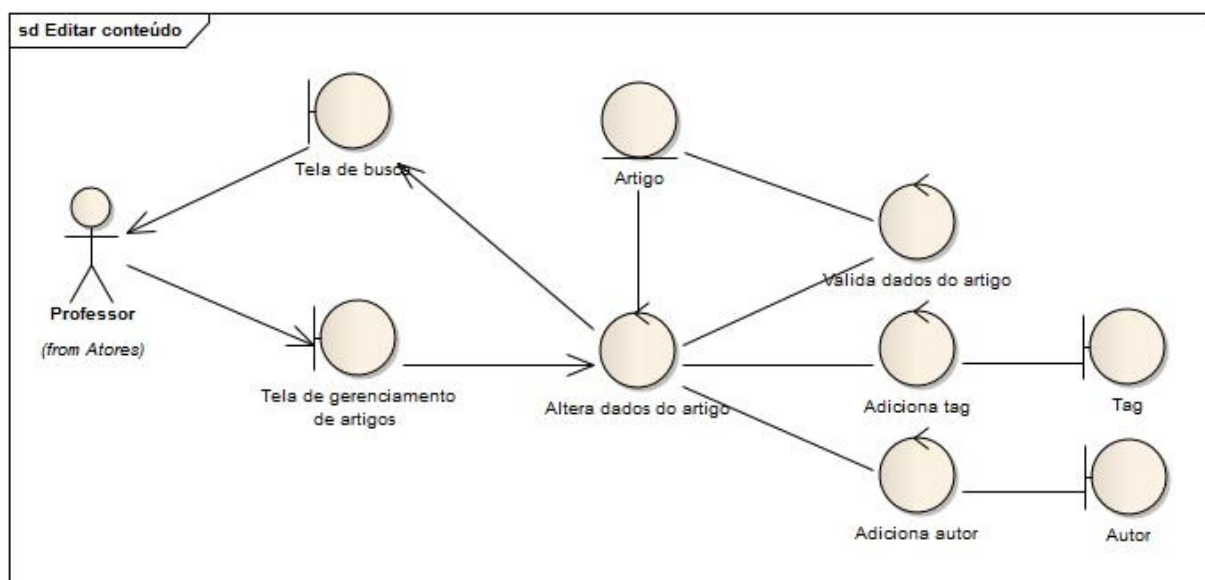 sd Editar conteúdo
Tela de busca
Artigo
Valida dados do artigo
Professor
(from Atores)
Tela de gerenciamento
de artigos
Altera dados do artigo
Adiciona tag
Tag
Adiciona autor
Autor